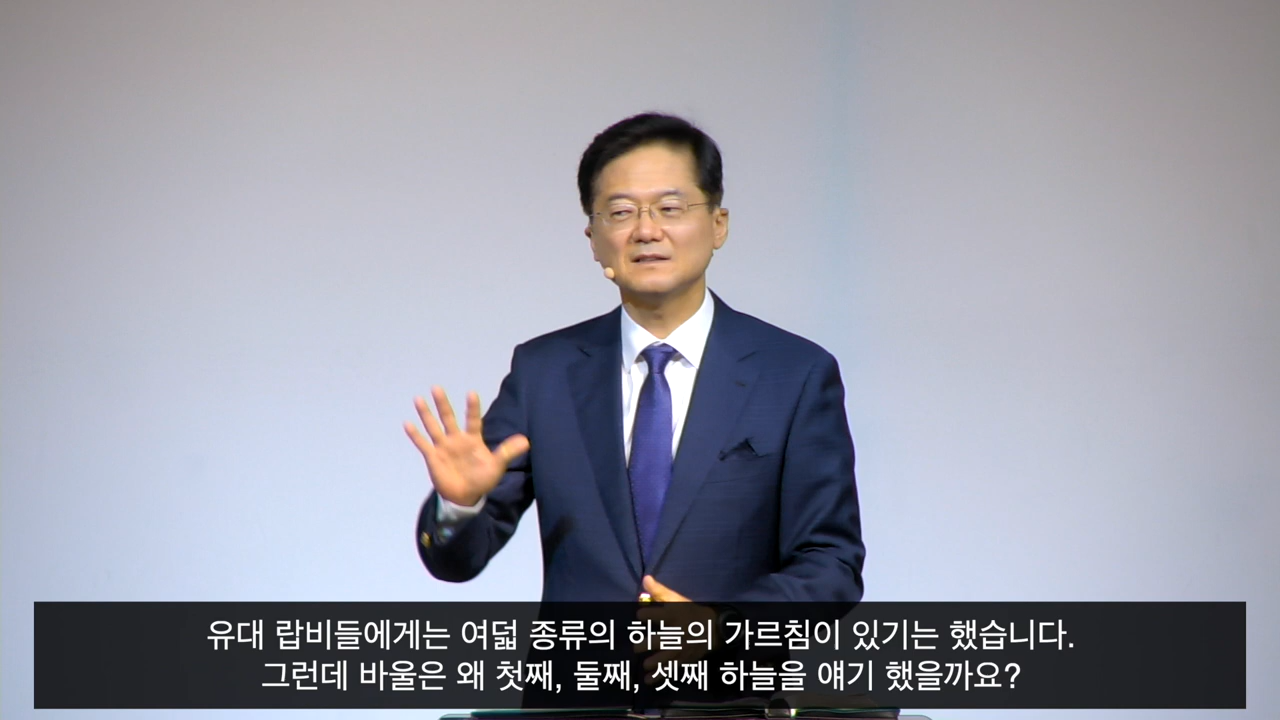 유대 랍비들에게는 여덟 종류의 하늘의 가르침이 있기는 했습니다.
그런데 바울은 왜 첫째, 둘째, 셋째 하늘을 얘기 했을까요?